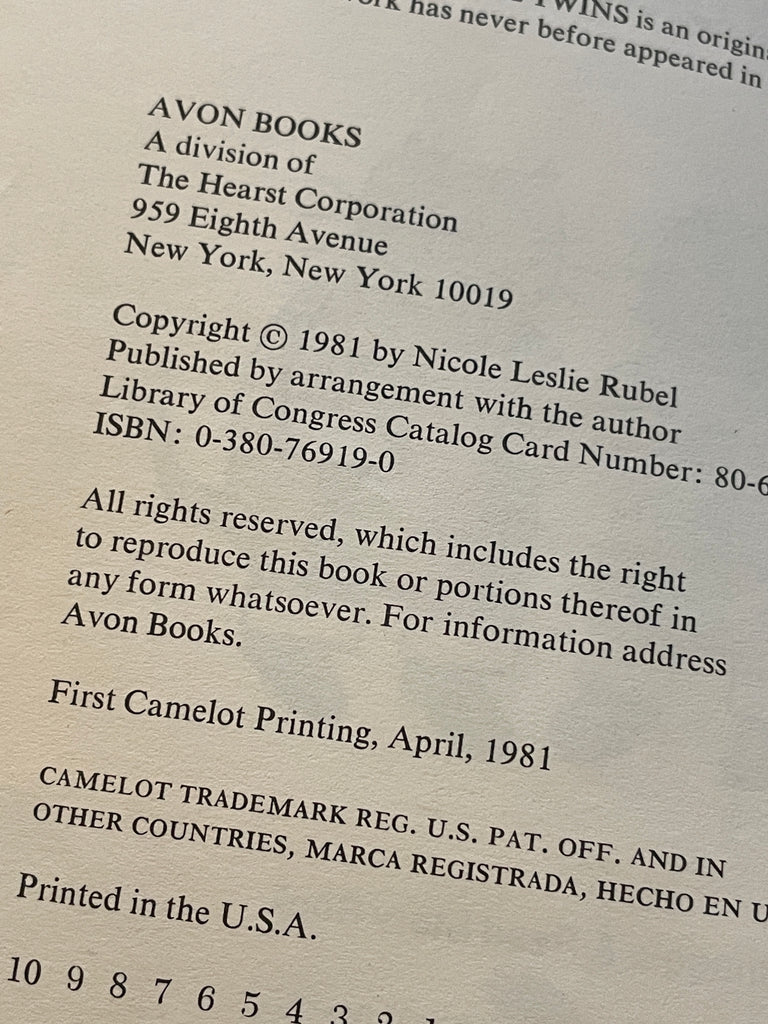 TWINS is an
has never before appeared in
AVON BOOKS
A division of
The Hearst Corporation
959 Eighth Avenue
New York, New York 10019
Copyright © 1981 by Nicole Leslie Rubel
Published by arrangement with the author
Library of Congress Catalog Card Number: 80-6
ISBN: 0-380-76919-0
All rights reserved, which includes the right
to reproduce this book or portions thereof in
any form whatsoever. For information address
Avon Books.
First Camelot Printing, April, 1981
CAMELOT TRADEMARK REG. U.S. PAT. OFF. AND IN
OTHER COUNTRIES, MARCA REGISTRADA, HECHO EN U
Printed in the U.S.A.
10 9 8 7 6 5 4 3 2